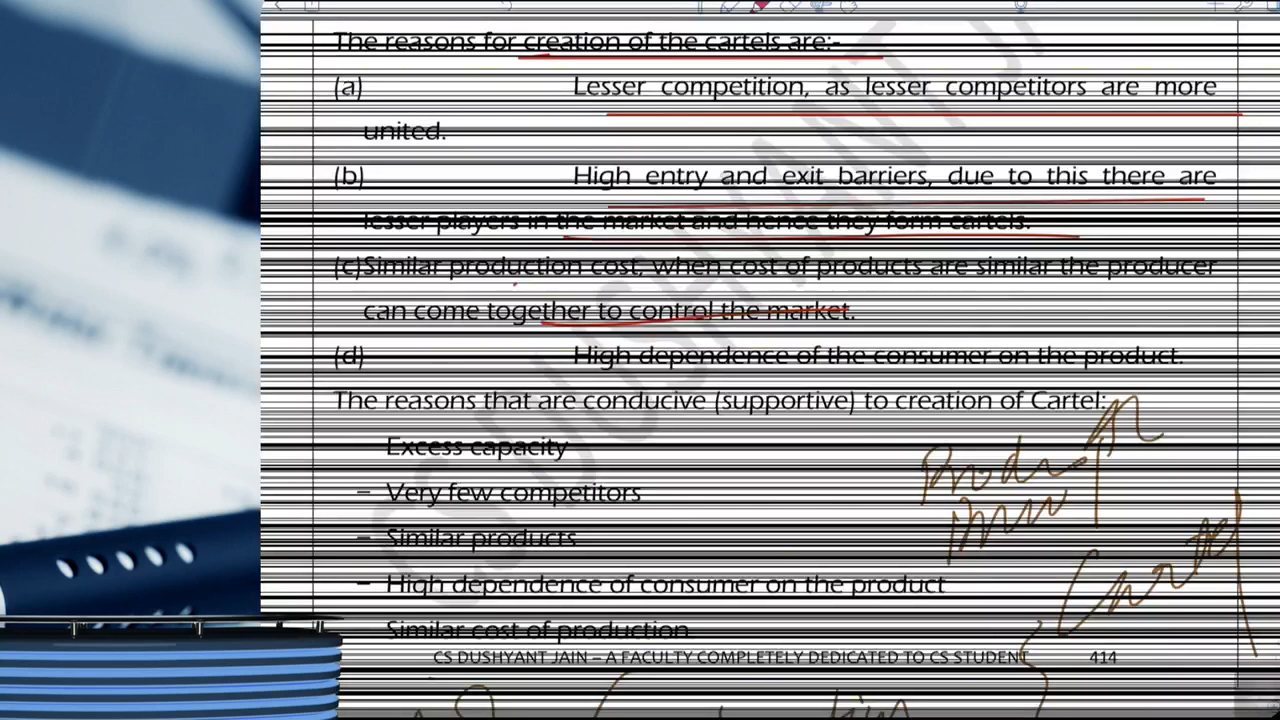 The reasons for creation of the cartels are:-
(a) Lesser competition, as lesser competitors are more
united.
(b) High entry and exit barriers, due to this there are
lesser players in the market and hence they form cartels.
(c)Similar production cost, when cost of products are similar the producer
can come together to control the market.
(d) High dependence of the consumer on the product.
The reasons that are conducive (supportive) to creation of Cartel:
Excess capacity
– Very few competitors
– Similar products
– High dependence of consumer on the product
Similar cost of production
Cartel
CS DUSHYANT JAIN – A FACULTY COMPLETELY DEDICATED TO CS STUDEN 414
CS DUSHYANT J